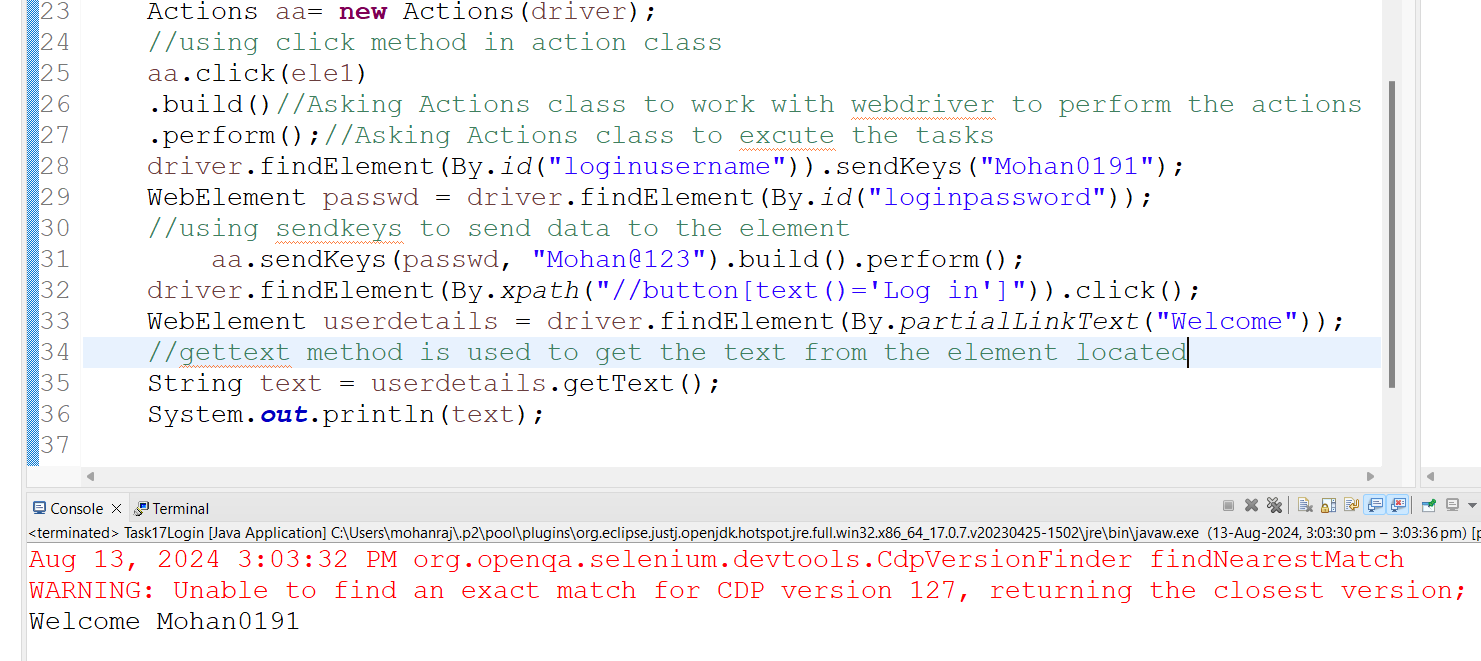 23 Actions aa= new Actions(driver);
24 //using click method in action class
25 aa.click(ele1)
26 .build()//Asking Actions class to work with webdriver to perform the actions
27 .perform();//Asking Actions class to excute the tasks
28 driver.findElement(By.id("loginusername")).sendKeys("Mohan0191");
29 WebElement passwd = driver.findElement(By.id("loginpassword"));
30 //using sendkeys to send data to the element
31 aa.sendKeys(passwd, "Mohan@123").build().perform();
32 driver.findElement(By.xpath("//button[text()='Log in']")).click();
33 WebElement userdetails = driver.findElement(By.partialLinkText("Welcome"));
34 //gettext method is used to get the text from the element located
35 String text = userdetails.getText();
36 System.out.println(text);
37
Console Terminal
<terminated> Task17Login [Java Application] C:\Users\mohanraj\.p2\pool\plugins\org.eclipse.justj.openjdk.hotspot.jre.full.win32.x86_64_17.0.7.v20230425-1502\jre\bin\javaw.exe (13-Aug-2024, 3:03:30 pm – 3:03:36 pm) [p
Aug 13, 2024 3:03:32 PM org.openqa.selenium.devtools.CdpVersionFinder findNearestMatch
WARNING: Unable to find an exact match for CDP version 127, returning the closest version;
Welcome Mohan0191